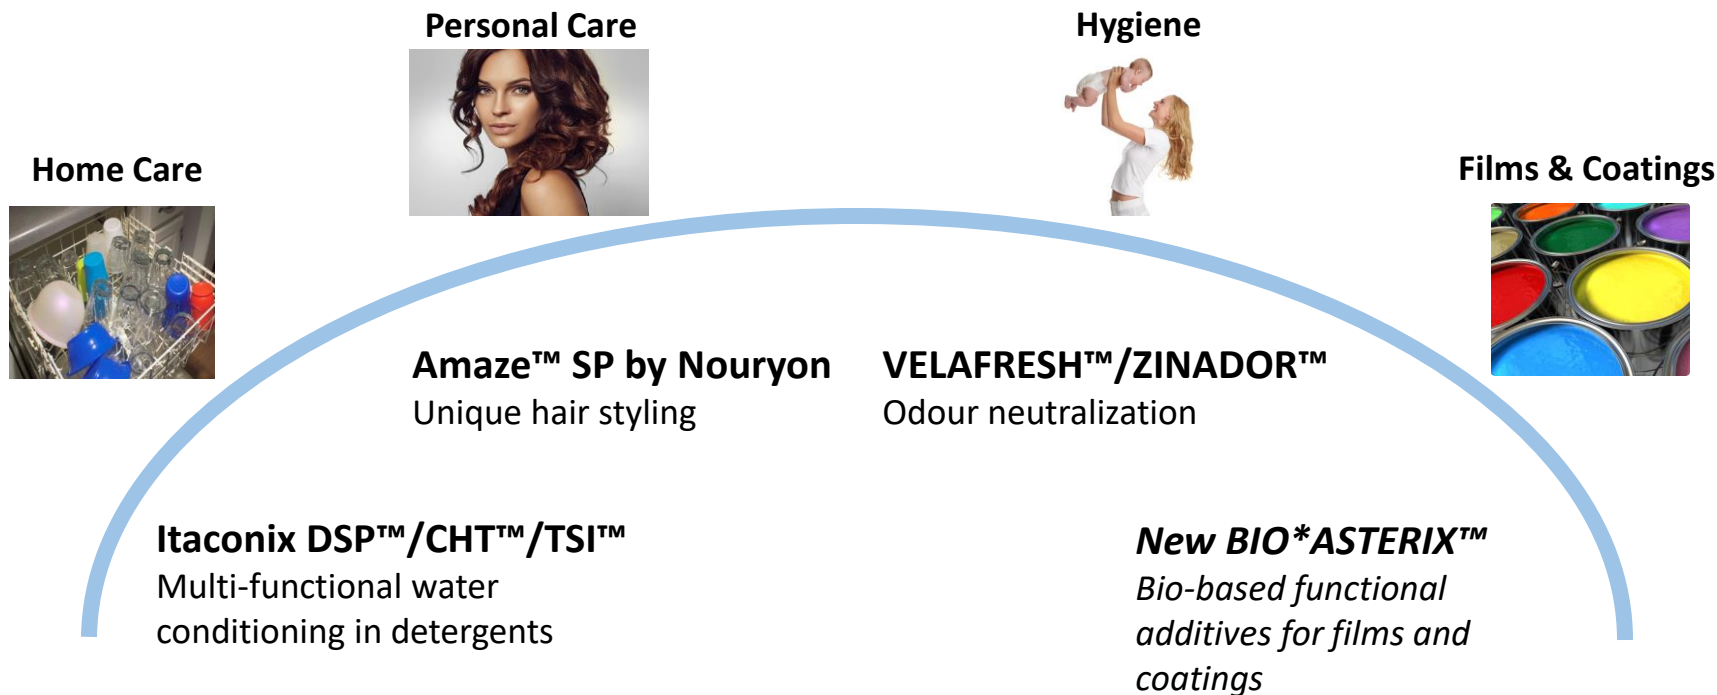 Personal Care
Hygiene
Home Care
Films & Coatings
Amaze™ SP by Nouryon
Unique hair styling
VELAFRESH™/ZINADOR™
Odour neutralization
Itaconix DSP™/CHT™/TSI™
Multi-functional water
conditioning in detergents
New BIO*ASTERIX™
Bio-based functional
additives for films and
coatings